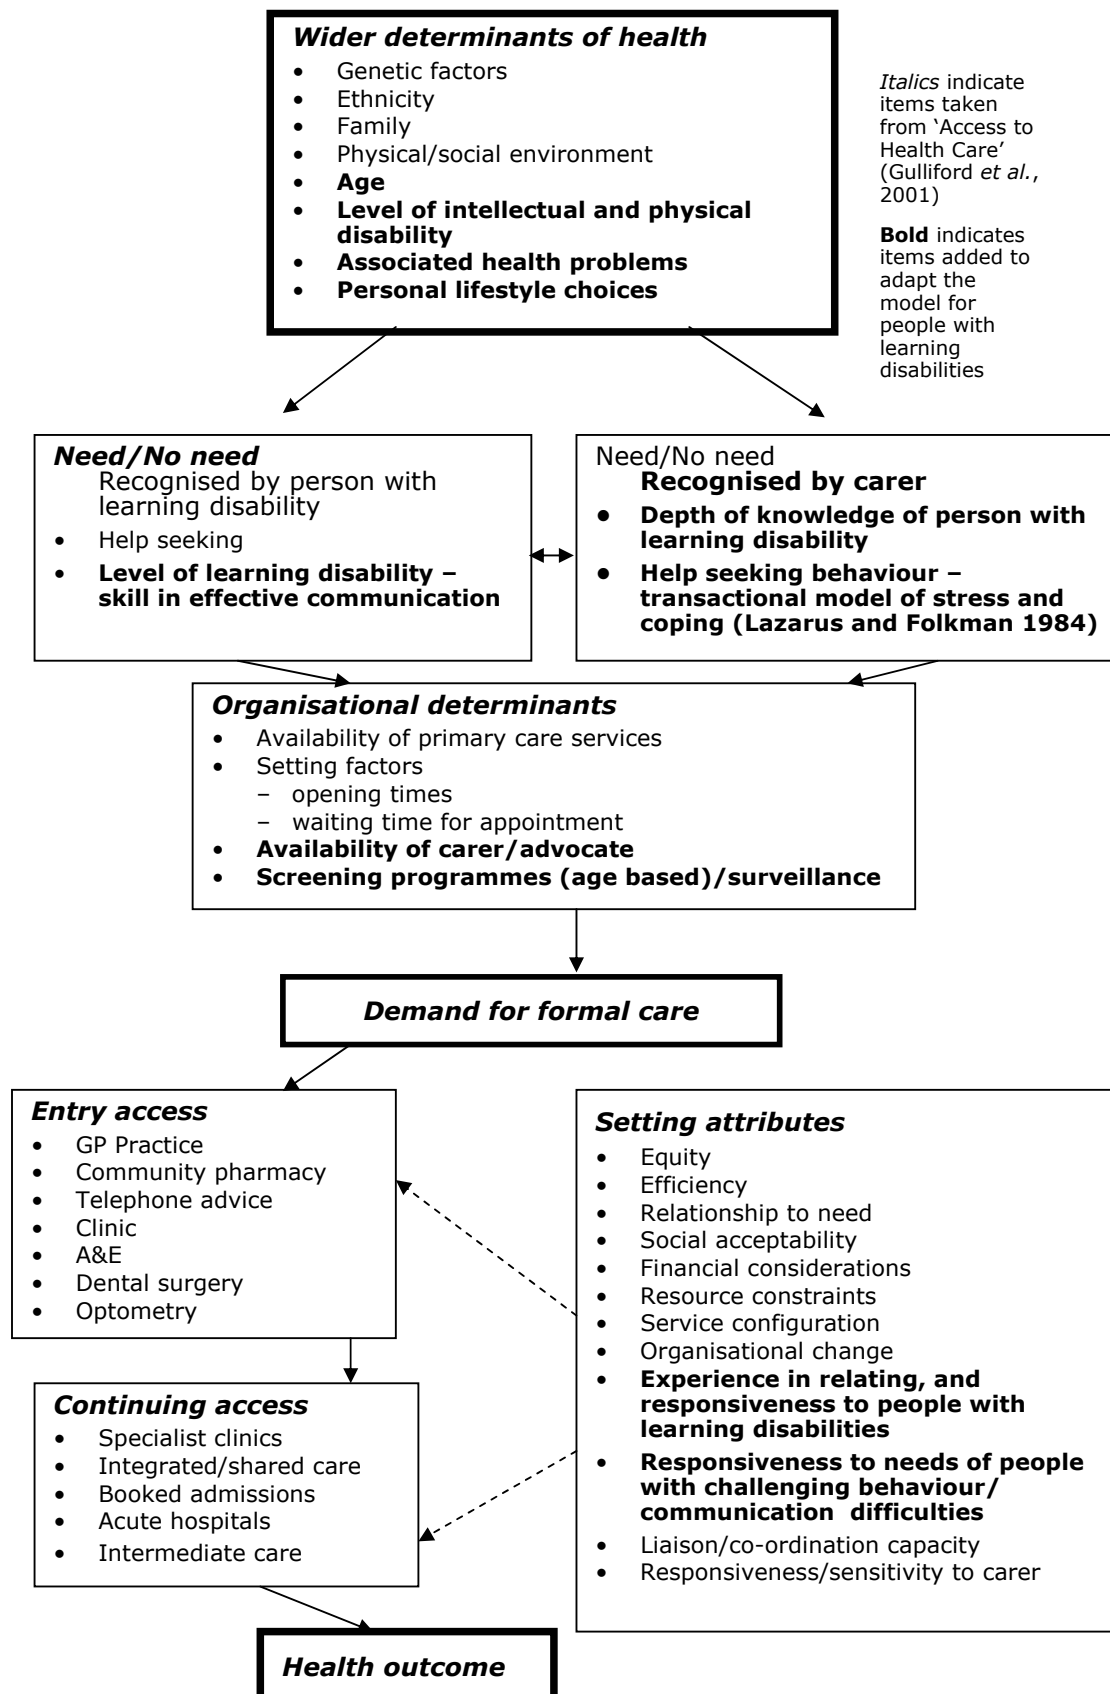 Wider determinants of health
• Genetic factors
• Ethnicity
• Family
• Physical/social environment
• Age
• Level of intellectual and physical
disability
• Associated health problems
• Personal lifestyle choices
Italics indicate
items taken
from ‘Access to
Health Care’
(Gulliford et al.,
2001)
Bold indicates
items added to
adapt the
model for
people with
learning
disabilities
Need/No need
Recognised by person with
learning disability
• Help seeking
• Level of learning disability –
skill in effective communication
Need/No need
Recognised by carer
• Depth of knowledge of person with
learning disability
• Help seeking behaviour –
transactional model of stress and
coping (Lazarus and Folkman 1984)
Organisational determinants
• Availability of primary care services
• Setting factors
– opening times
– waiting time for appointment
• Availability of carer/advocate
• Screening programmes (age based)/surveillance
Demand for formal care
Entry access
• GP Practice
• Community pharmacy
• Telephone advice
• Clinic
• A&E
• Dental surgery
• Optometry
Setting attributes
• Equity
• Efficiency
• Relationship to need
• Social acceptability
• Financial considerations
• Resource constraints
• Service configuration
• Organisational change
• Experience in relating, and
responsiveness to people with
learning disabilities
• Responsiveness to needs of people
with challenging behaviour/
communication difficulties
• Liaison/co-ordination capacity
• Responsiveness/sensitivity to carer
Continuing access
• Specialist clinics
• Integrated/shared care
• Booked admissions
• Acute hospitals
• Intermediate care
Health outcome